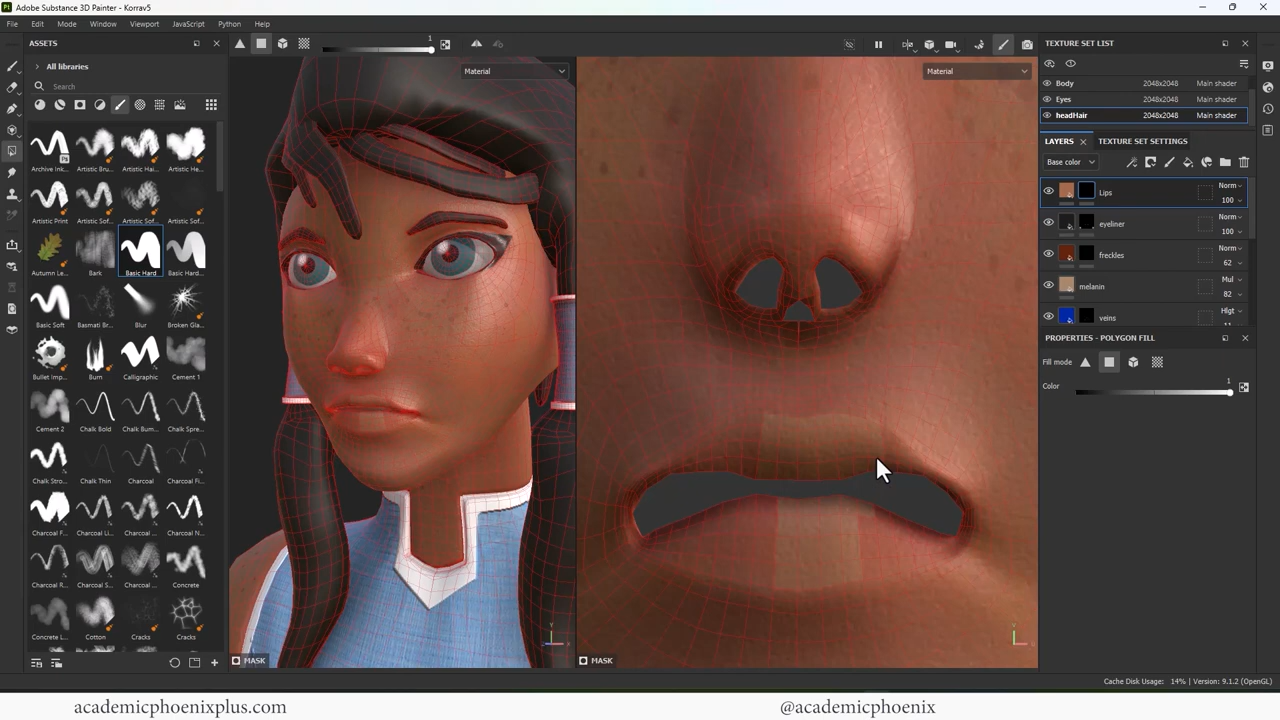 Adobe Substance 3D Painter - Korrav5
File Edit Mode Window Viewport JavaScript Python Help
ASSETS
All libraries
Search
Archive Ink... Artistic Bru... Artistic Hai... Artistic He...
Artistic Print Artistic Sof... Artistic Sof... Artistic Sof...
Autumn Le... Bark Basic Hard Basic Hard...
Basic Soft Basmati Br... Blur Broken Gla...
Bullet Imp... Burn Calligraphic Cement 1
Cement 2 Chalk Bold Chalk Bum... Chalk Spre...
Chalk Stro... Chalk Thin Charcoal Charcoal Fi...
Charcoal F... Charcoal Li... Charcoal M... Charcoal N...
Charcoal R... Charcoal S... Charcoal ... Concrete
Concrete L... Cotton Cracks Cracks
1
Material
Material
MASK
MASK
TEXTURE SET LIST
Body 2048x2048 Main shader
Eyes 2048x2048 Main shader
headHair 2048x2048 Main shader
LAYERS TEXTURE SET SETTINGS
Base color
Lips Norm 100
eyeliner Norm 100
freckles Norm 62
melanin Mul 82
veins Hlgt
PROPERTIES - POLYGON FILL
Fill mode
Color 1
Cache Disk Usage: 14% | Version: 9.1.2 (OpenGL)
academicphoenixplus.com
@academicphoenix